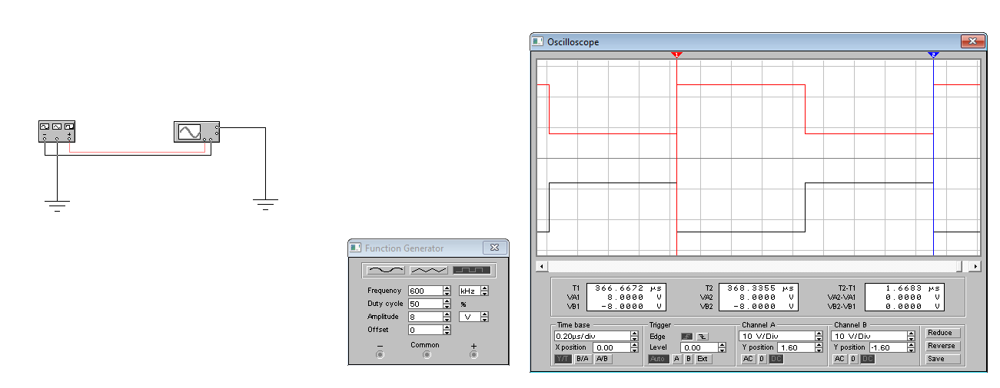 Oscilloscope
1 2
Function Generator
Frequency 600 kHz
Duty cycle 50 %
Amplitude 8 V
Offset 0
− Common +
T1 366.6672 µs
VA1 8.0000 V
VB1 -8.0000 V
T2 368.3355 µs
VA2 8.0000 V
VB2 -8.0000 V
T2-T1 1.6683 µs
VA2-VA1 0.0000 V
VB2-VB1 0.0000 V
Time base
0.20µs/div
X position 0.00
Y/T B/A A/B
Trigger
Edge
Level 0.00
Auto A B Ext
Channel A
10 V/Div
Y position 1.60
AC 0 DC
Channel B
10 V/Div
Y position -1.60
AC 0 DC
Reduce
Reverse
Save